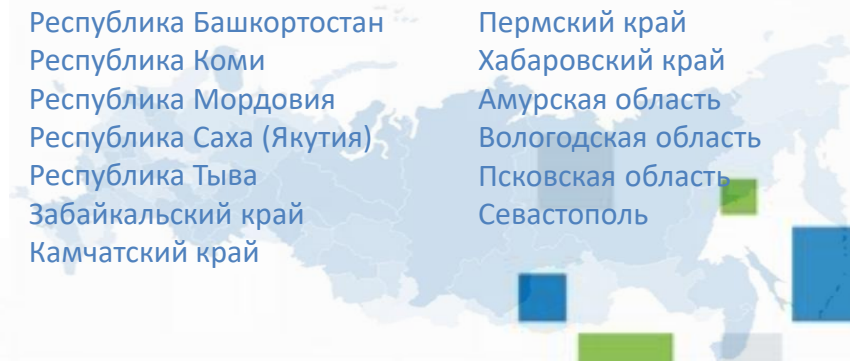 Республика Башкортостан
Республика Коми
Республика Мордовия
Республика Саха (Якутия)
Республика Тыва
Забайкальский край
Камчатский край
Пермский край
Хабаровский край
Амурская область
Вологодская область
Псковская область
Севастополь